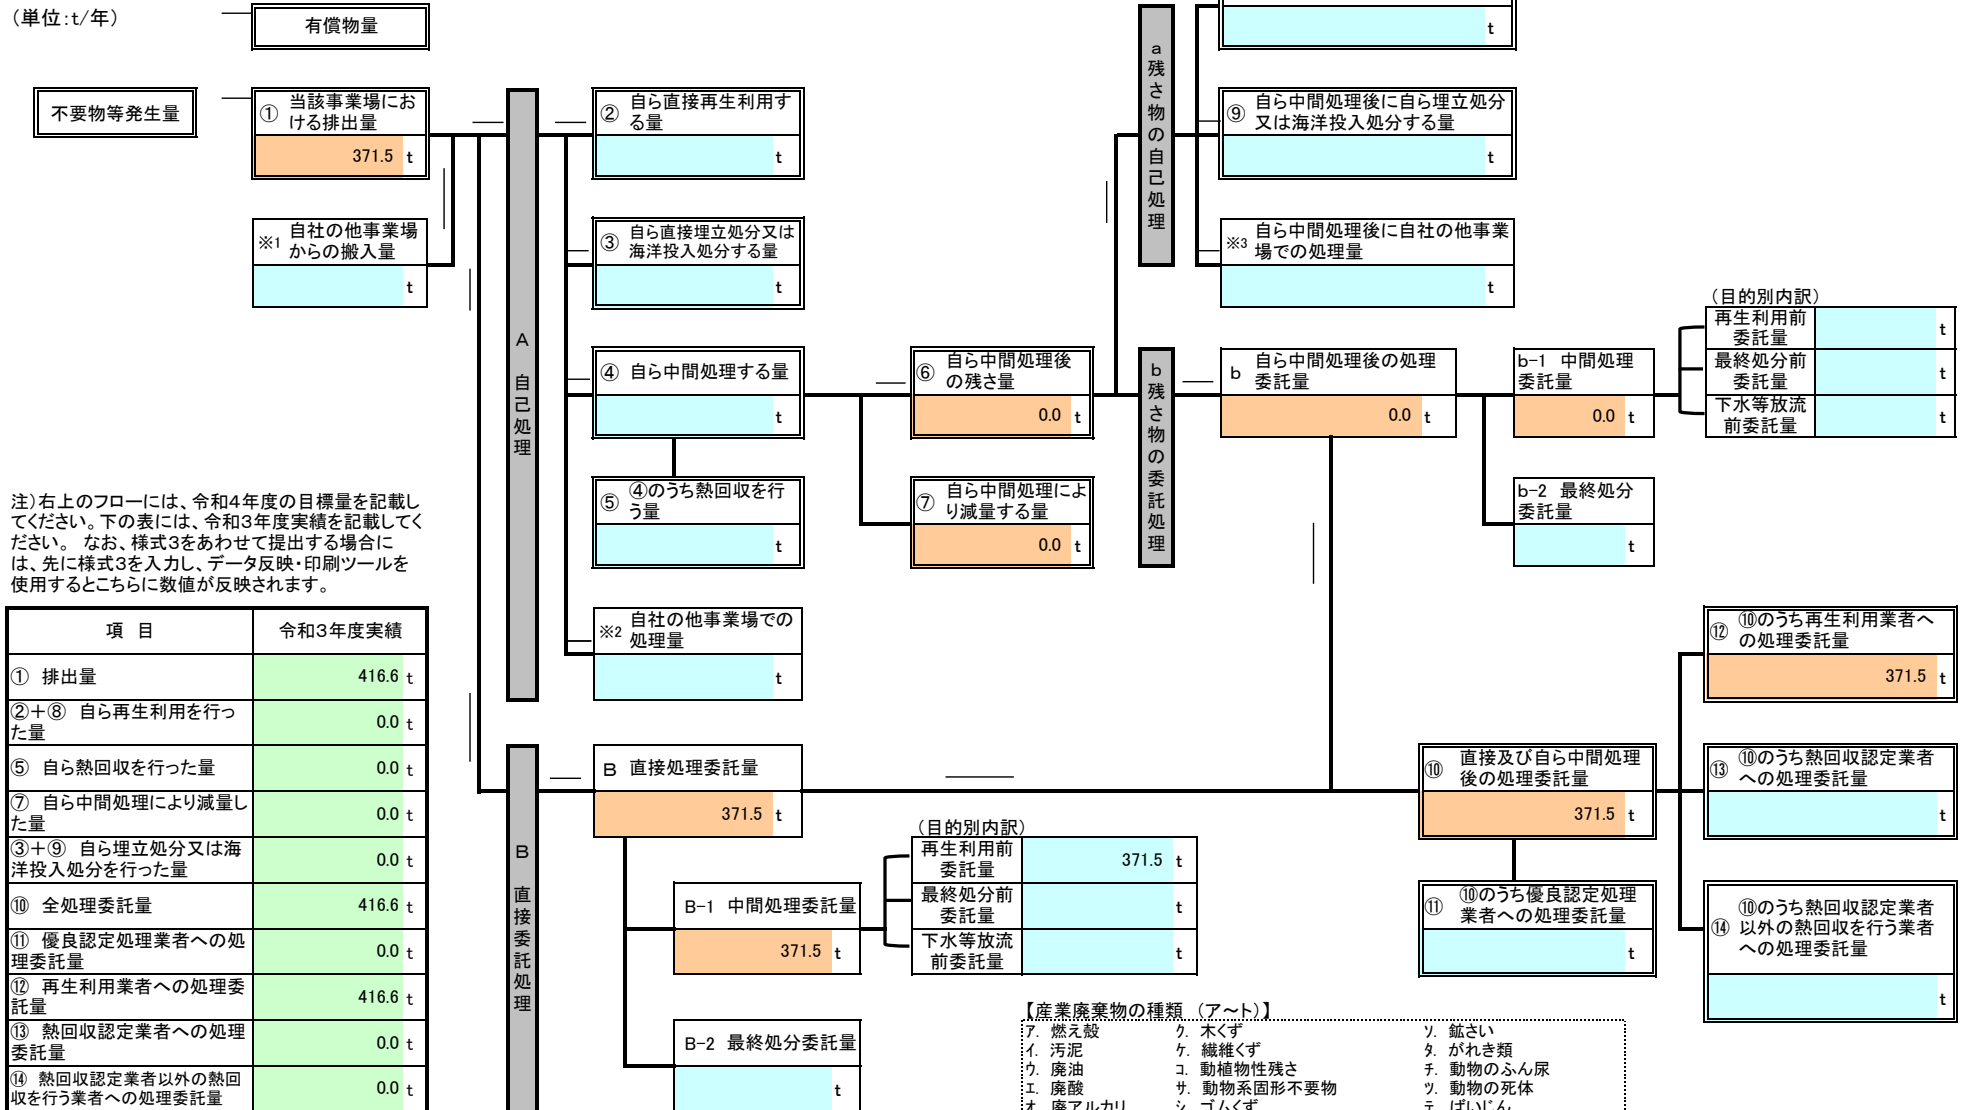 （単位：t/年）
有償物量
不要物等発生量
① 当該事業場にお
ける排出量
371.5 t
※1 自社の他事業場
からの搬入量
t
A 自己処理
② 自ら直接再生利用す
る量
t
③ 自ら直接埋立処分又は
海洋投入処分する量
t
④ 自ら中間処理する量
t
⑤ ④のうち熱回収を行
う量
t
※2 自社の他事業場での
処理量
t
⑥ 自ら中間処理後
の残さ量
0.0 t
⑦ 自ら中間処理によ
り減量する量
0.0 t
a 残さ物の自己処理
t
⑨ 自ら中間処理後に自ら埋立処分
又は海洋投入処分する量
t
※3 自ら中間処理後に自社の他事業
場での処理量
t
b 残さ物の委託処理
b 自ら中間処理後の処理
委託量
0.0 t
b-1 中間処理
委託量
0.0 t
（目的別内訳）
再生利用前
委託量
t
最終処分前
委託量
t
下水等放流
前委託量
t
b-2 最終処分
委託量
t
注）右上のフローには、令和４年度の目標量を記載し
てください。下の表には、令和３年度実績を記載してく
ださい。 なお、様式３をあわせて提出する場合に
は、先に様式３を入力し、データ反映・印刷ツールを
使用するとこちらに数値が反映されます。
項 目 令和３年度実績
① 排出量 416.6 t
②＋⑧ 自ら再生利用を行っ
た量 0.0 t
⑤ 自ら熱回収を行った量 0.0 t
⑦ 自ら中間処理により減量し
た量 0.0 t
③＋⑨ 自ら埋立処分又は海
洋投入処分を行った量 0.0 t
⑩ 全処理委託量 416.6 t
⑪ 優良認定処理業者への処
理委託量 0.0 t
⑫ 再生利用業者への処理委
託量 416.6 t
⑬ 熱回収認定業者への処理
委託量 0.0 t
⑭ 熱回収認定業者以外の熱回
収を行う業者への処理委託量 0.0 t
B 直接委託処理
B 直接処理委託量
371.5 t
B-1 中間処理委託量
371.5 t
（目的別内訳）
再生利用前
委託量
371.5 t
最終処分前
委託量
t
下水等放流
前委託量
t
B-2 最終処分委託量
t
⑩ 直接及び自ら中間処理
後の処理委託量
371.5 t
⑪ ⑩のうち優良認定処理
業者への処理委託量
t
⑫ ⑩のうち再生利用業者へ
の処理委託量
371.5 t
⑬ ⑩のうち熱回収認定業者
への処理委託量
t
⑭ ⑩のうち熱回収認定業者
以外の熱回収を行う業者
への処理委託量
t
【産業廃棄物の種類 （ア～ト）】
ｱ. 燃え殻 ｸ. 木くず ｿ. 鉱さい
ｲ. 汚泥 ｹ. 繊維くず ﾀ. がれき類
ｳ. 廃油 ｺ. 動植物性残さ ﾁ. 動物のふん尿
ｴ. 廃酸 ｻ. 動物系固形不要物 ﾂ. 動物の死体
ｵ. 廃アルカリ ｼ. ゴムくず ﾃ. ばいじん